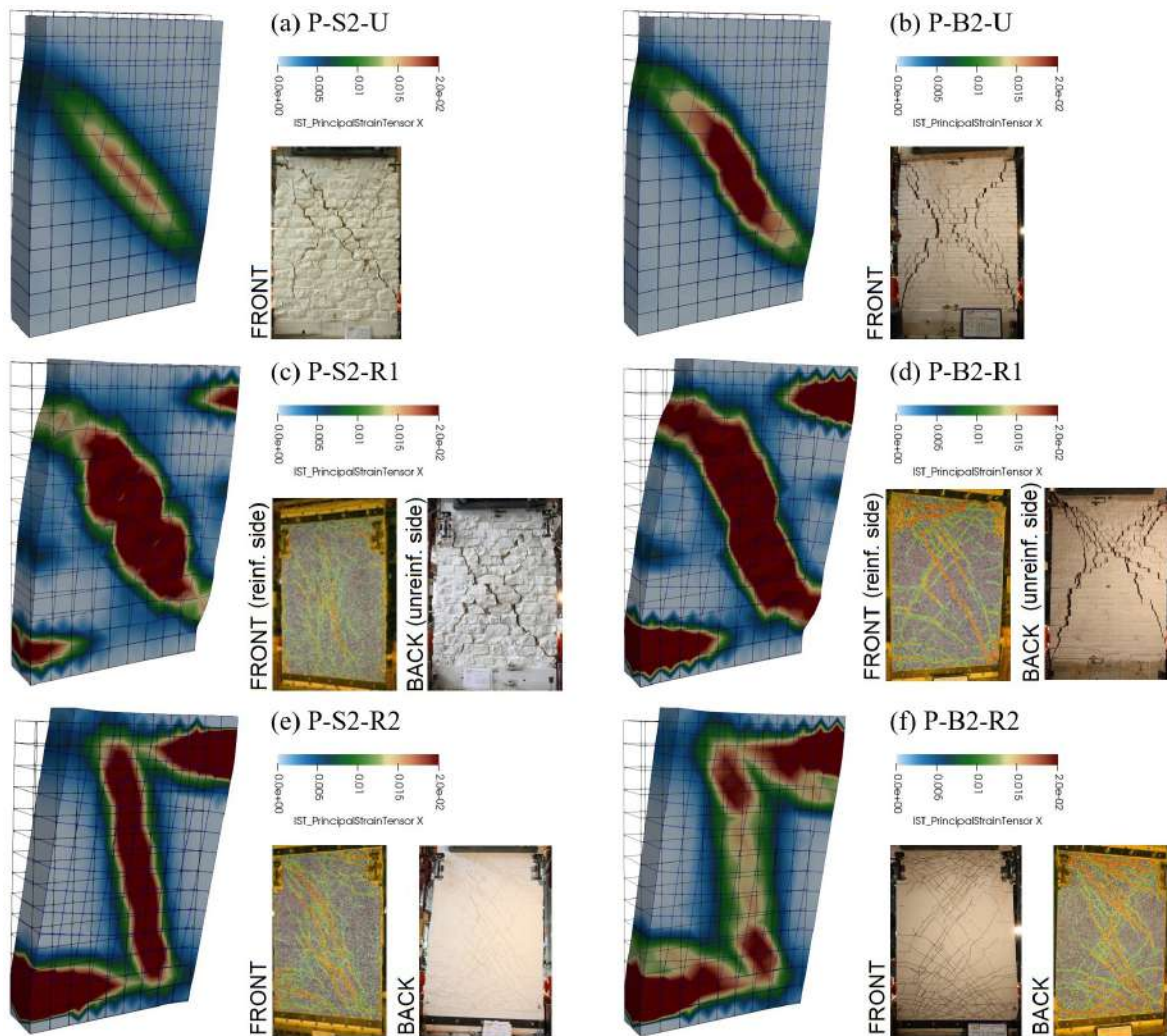 (a) P-S2-U
0.0e+00
0.005
0.01
0.015
2.0e-02
IST_PrincipalStrainTensor X
FRONT
(b) P-B2-U
0.0e+00
0.005
0.01
0.015
2.0e-02
IST_PrincipalStrainTensor X
FRONT
(c) P-S2-R1
0.0e+00
0.005
0.01
0.015
2.0e-02
IST_PrincipalStrainTensor X
FRONT (reinf. side)
BACK (unreinf. side)
(d) P-B2-R1
0.0e+00
0.005
0.01
0.015
2.0e-02
IST_PrincipalStrainTensor X
FRONT (reinf. side)
BACK (unreinf. side)
(e) P-S2-R2
0.0e+00
0.005
0.01
0.015
2.0e-02
IST_PrincipalStrainTensor X
FRONT
BACK
(f) P-B2-R2
0.0e+00
0.005
0.01
0.015
2.0e-02
IST_PrincipalStrainTensor X
FRONT
BACK